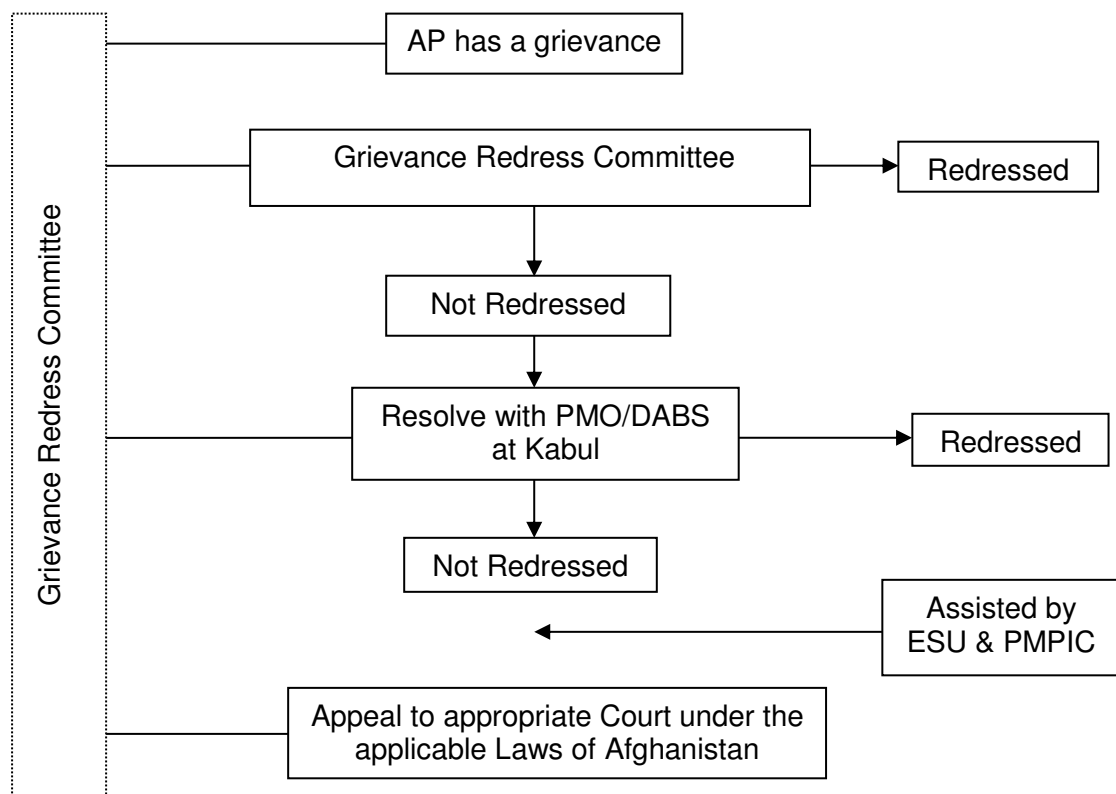 AP has a grievance
Grievance Redress Committee
Redressed
Not Redressed
Resolve with PMO/DABS
at Kabul
Redressed
Not Redressed
Assisted by
ESU & PMPIC
Appeal to appropriate Court under the
applicable Laws of Afghanistan
Grievance Redress Committee